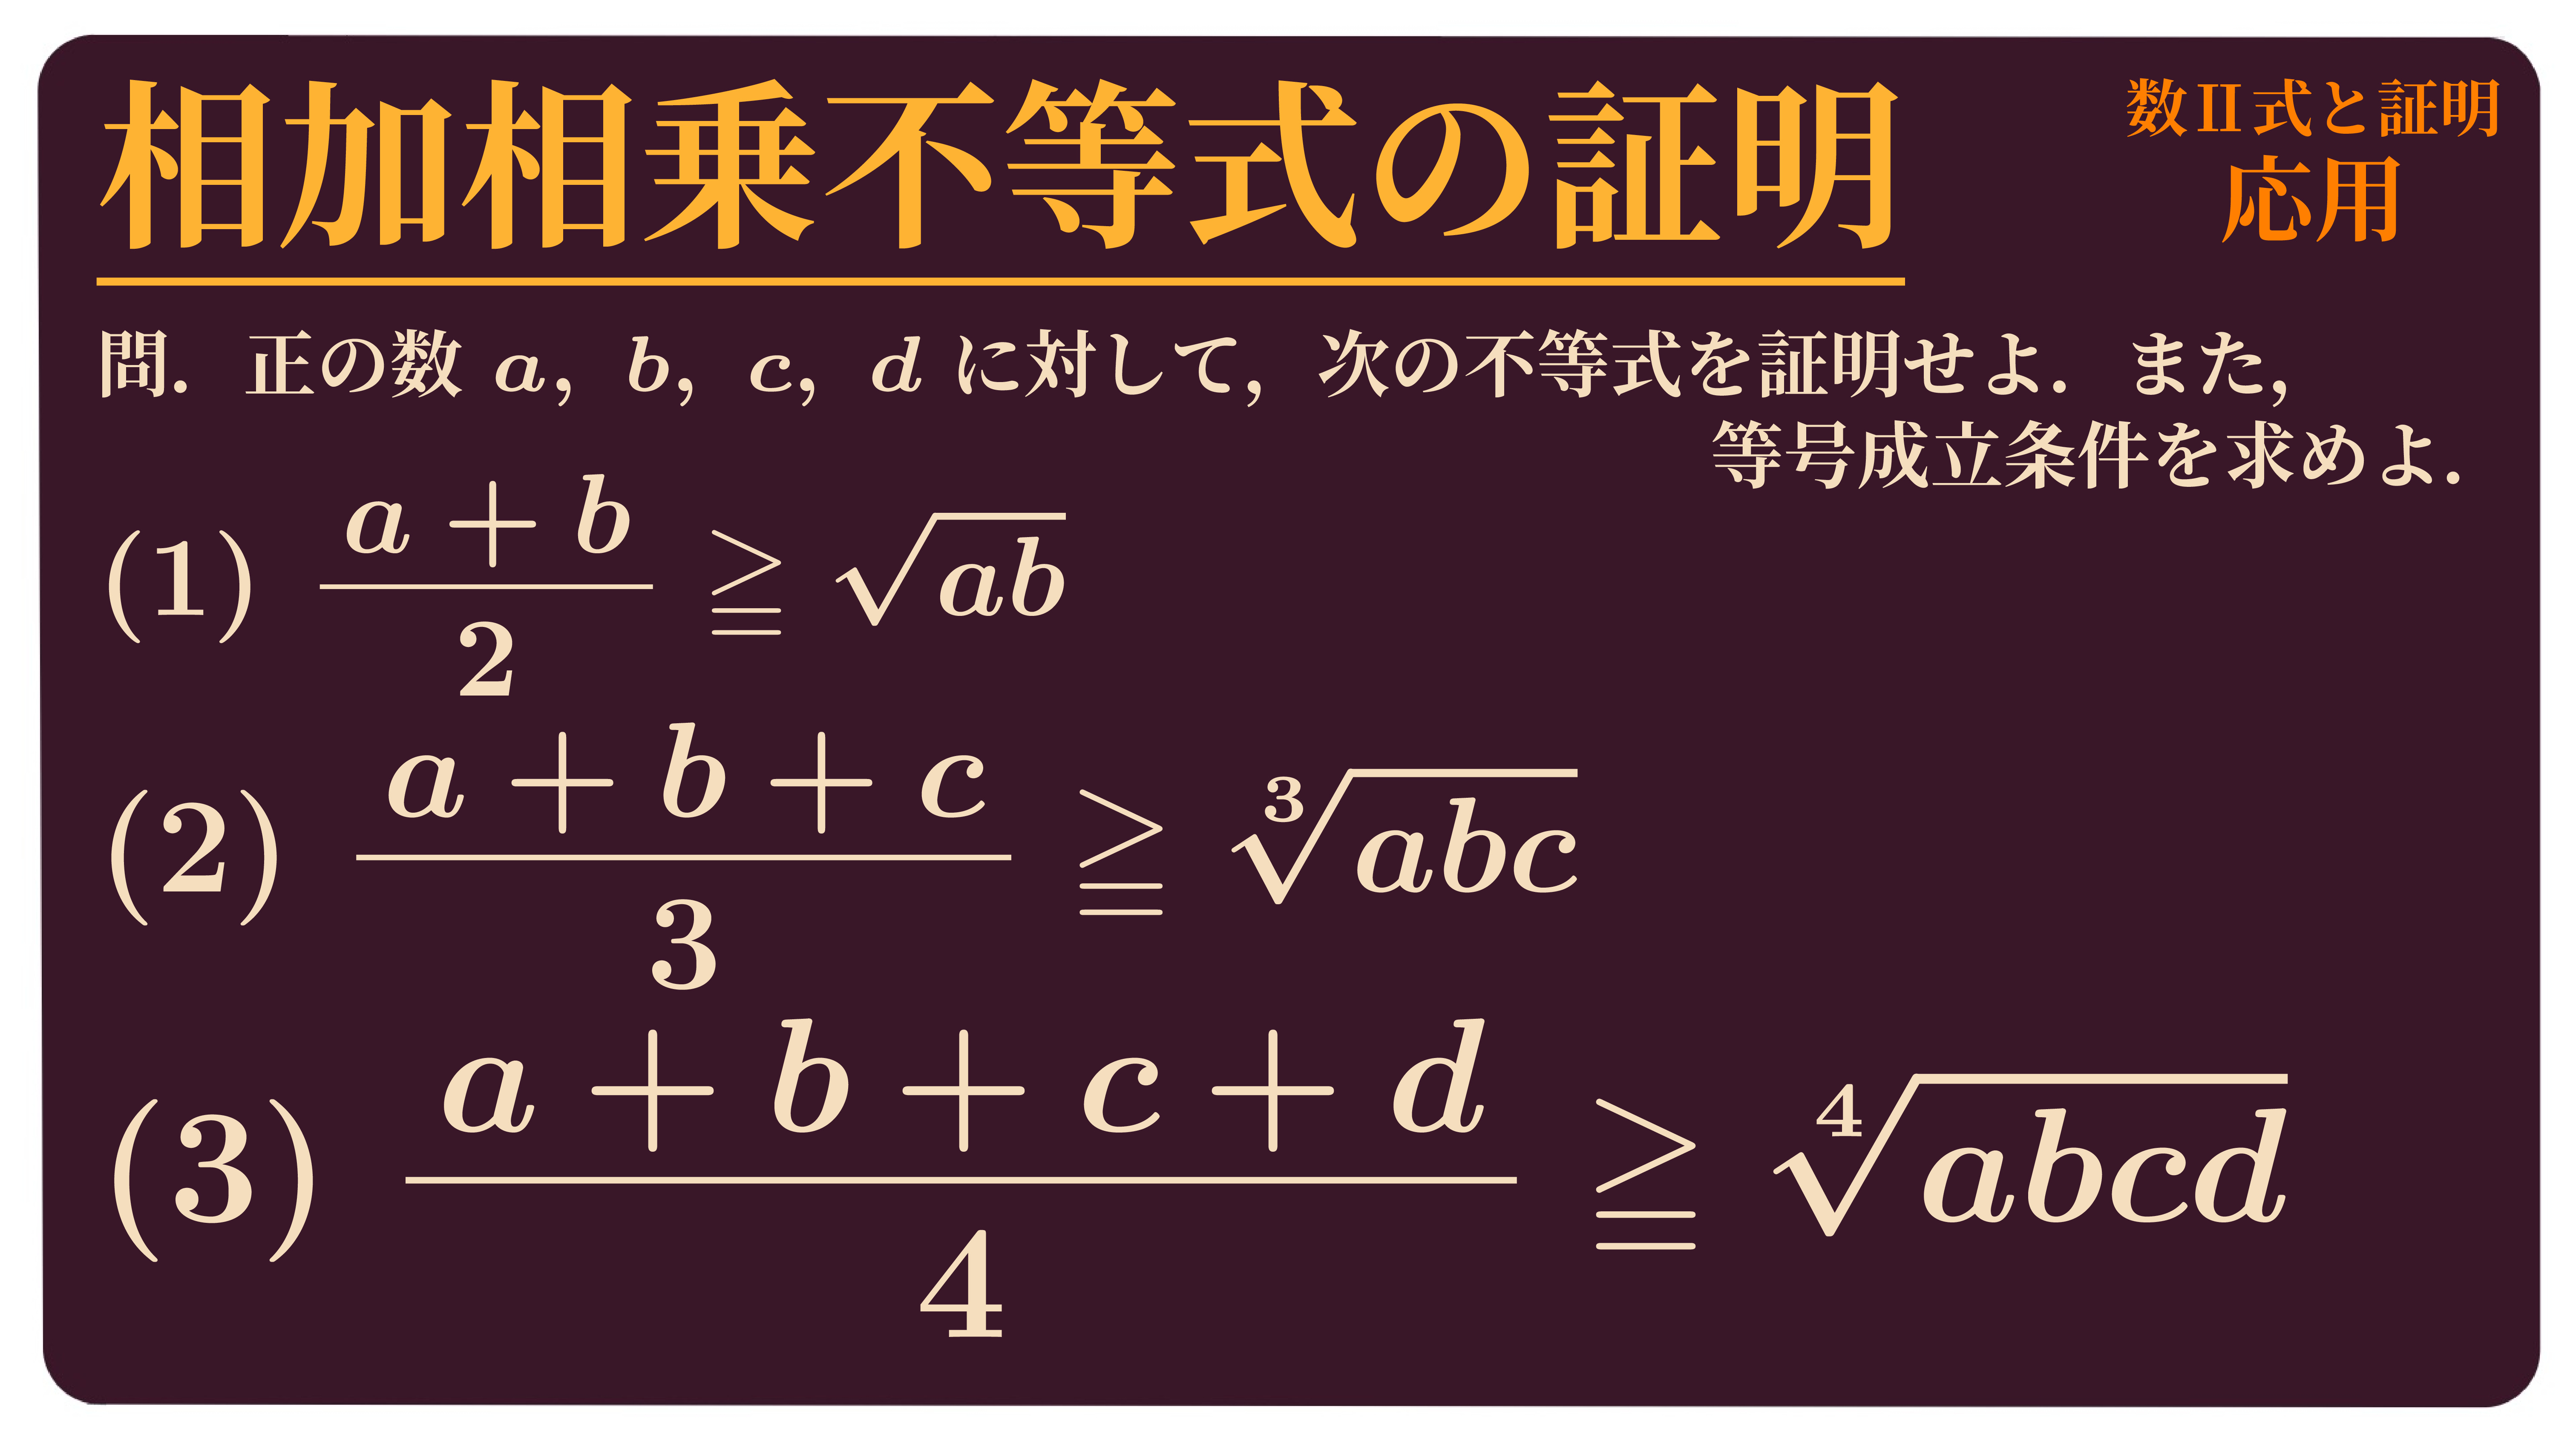 相加相乗不等式の証明
数Ⅱ式と証明
応用
問．正の数 a，b，c，d に対して，次の不等式を証明せよ．また，
等号成立条件を求めよ．
(1) \frac{a+b}{2} ≧ \sqrt{ab}
(2) \frac{a+b+c}{3} ≧ \sqrt[3]{abc}
(3) \frac{a+b+c+d}{4} ≧ \sqrt[4]{abcd}